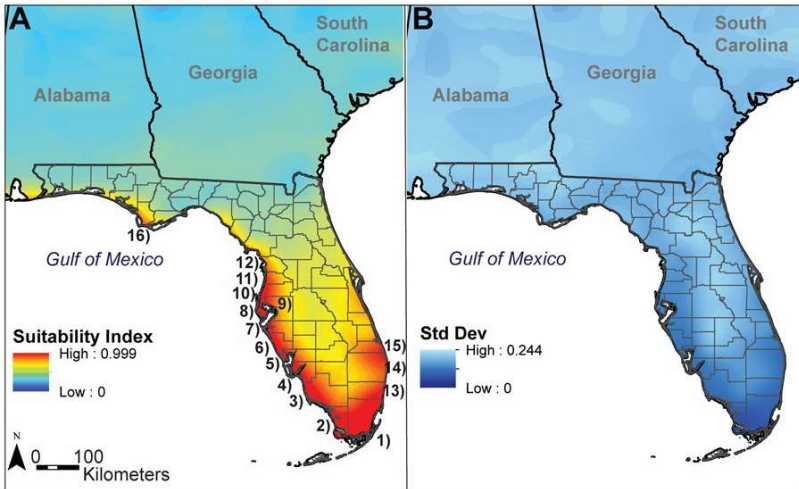 A
South
Carolina
Georgia
Alabama
16)
Gulf of Mexico
12)
11)
10)
9)
8)
7)
6)
5)
4)
3)
2)
1)
15)
14)
13)
Suitability Index
High : 0.999
Low : 0
N
0 100
Kilometers
B
South
Carolina
Georgia
Alabama
Gulf of Mexico
Std Dev
High : 0.244
Low : 0